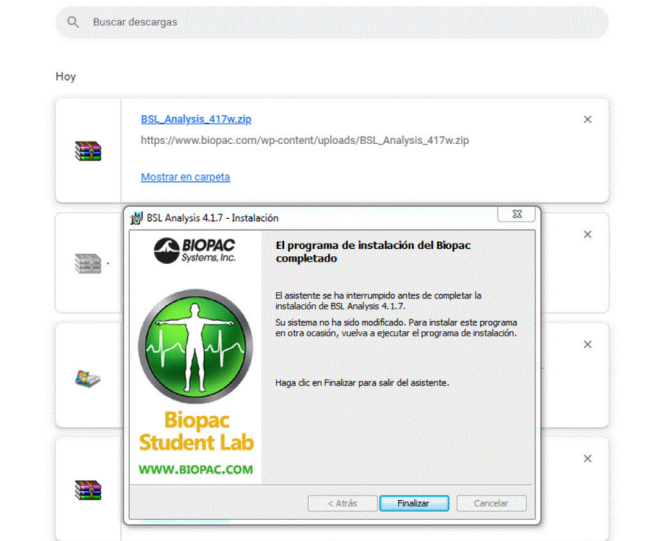 Buscar descargas
Hoy
BSL_Analysis_417w.zip
https://www.biopac.com/wp-content/uploads/BSL_Analysis_417w.zip
Mostrar en carpeta
BSL Analysis 4.1.7 - Instalación
BIOPAC
Systems, Inc.
El programa de instalación del Biopac
completado
El asistente se ha interrumpido antes de completar la
instalación de BSL Analysis 4.1.7.
Su sistema no ha sido modificado. Para instalar este programa
en otra ocasión, vuelva a ejecutar el programa de instalación.
Haga clic en Finalizar para salir del asistente.
Biopac
Student Lab
WWW.BIOPAC.COM
< Atrás
Finalizar
Cancelar